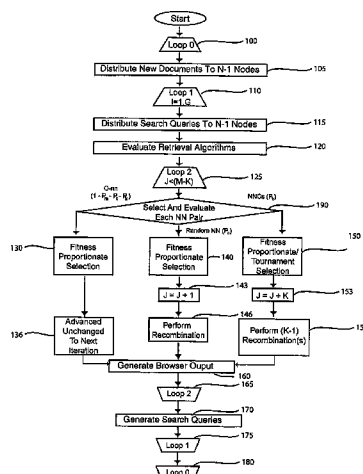 Start
Loop 0
100
Distribute New Documents To N-1 Nodes
105
Loop 1
I=1,G
110
Distribute Search Queries To N-1 Nodes
115
Evaluate Retrieval Algorithms
120
Loop 2
J<(M-K)
125
Select And Evaluate
Each NN Pair
190
NNCs
Random NN
130
Fitness
Proportionate
Selection
Fitness
Proportionate
Selection
140
Fitness
Proportionate/
Tournament
Selection
150
143
J = J + 1
153
J = J + K
136
Advanced
Unchanged
To Next
Iteration
146
Perform
Recombination
Perform (K-1)
Recombination(s)
Generate Browser Ouput
160
165
Loop 2
170
Generate Search Queries
175
Loop 1
180
Loop 0